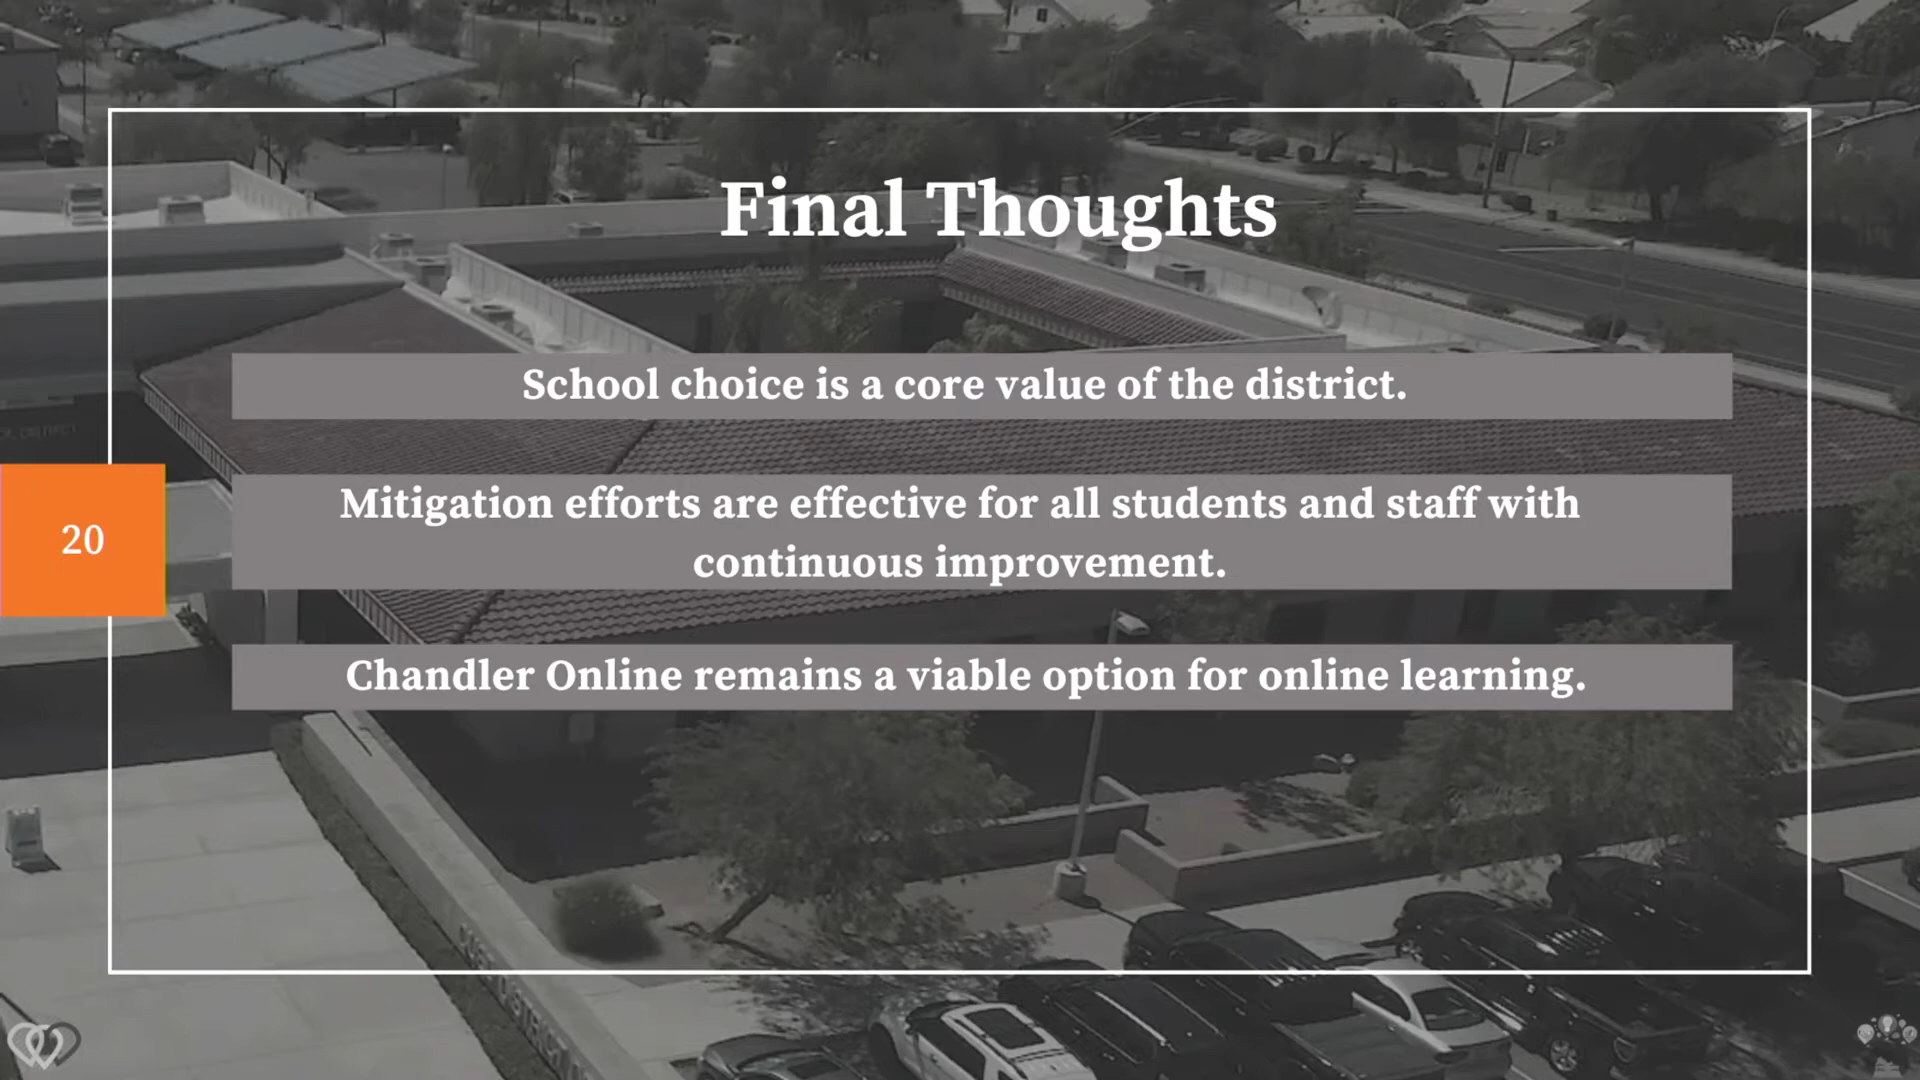 Final Thoughts
School choice is a core value of the district.
Mitigation efforts are effective for all students and staff with
continuous improvement.
20
Chandler Online remains a viable option for online learning.